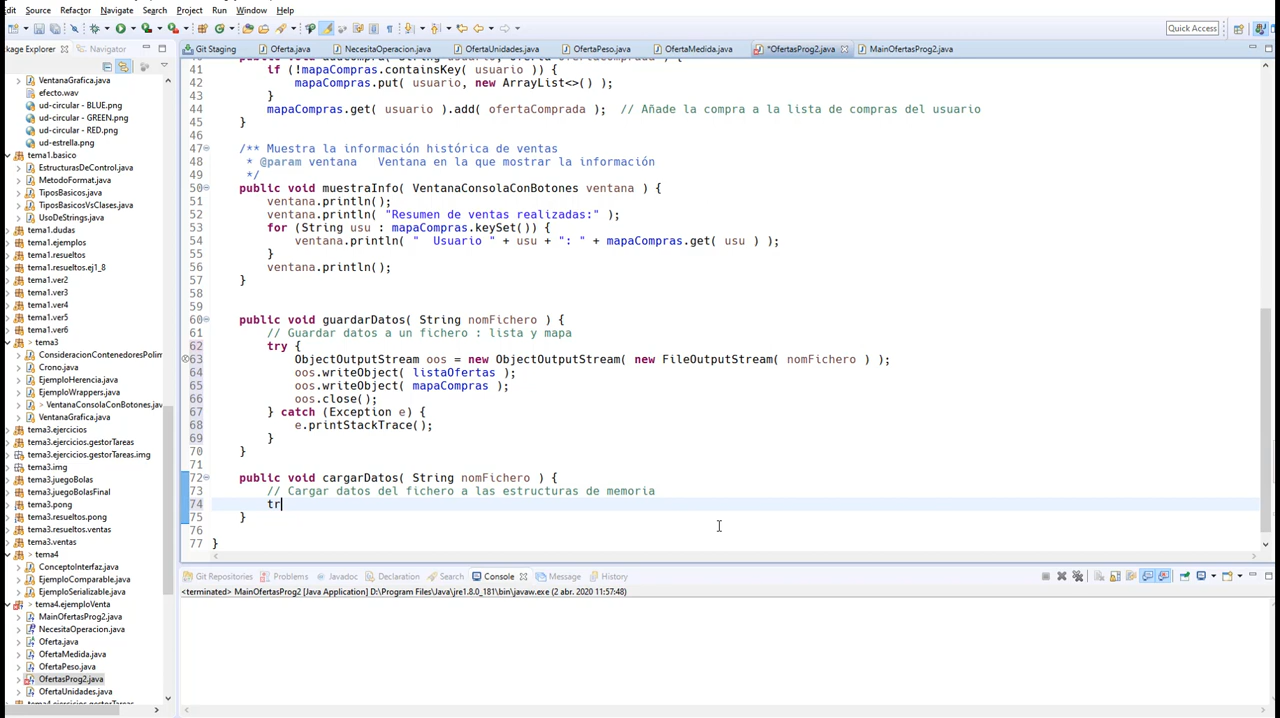 dit Source Refactor Navigate Search Project Run Window Help
Quick Access
ckage Explorer Navigator
Git Staging Oferta.java NecesitaOperacion.java OfertaUnidades.java OfertaPeso.java OfertaMedida.java *OfertasProg2.java MainOfertasProg2.java
VentanaGrafica.java
efecto.wav
ud-circular - BLUE.png
ud-circular - GREEN.png
ud-circular - RED.png
ud-estrella.png
tema1.basico
EstructurasDeControl.java
MetodoFormat.java
TiposBasicos.java
TiposBasicosVsClases.java
UsoDeStrings.java
tema1.dudas
tema1.ejemplos
tema1.resueltos
tema1.resueltos.ej1_8
tema1.ver2
tema1.ver3
tema1.ver4
tema1.ver5
tema1.ver6
> tema3
ConsideracionContenedoresPolim
Crono.java
EjemploHerencia.java
EjemploWrappers.java
> VentanaConsolaConBotones.jav
VentanaGrafica.java
tema3.ejercicios
tema3.ejercicios.gestorTareas
tema3.ejercicios.gestorTareas.img
tema3.img
tema3.juegoBolas
tema3.juegoBolasFinal
tema3.pong
tema3.resueltos.pong
tema3.resueltos.ventas
tema3.ventas
> tema4
ConceptoInterfaz.java
EjemploComparable.java
EjemploSerializable.java
> tema4.ejemploVenta
MainOfertasProg2.java
NecesitaOperacion.java
Oferta.java
OfertaMedida.java
OfertaPeso.java
OfertasProg2.java
OfertaUnidades.java
tema4.ejercicios.gestorTareas
41 if (!mapaCompras.containsKey( usuario )) {
42 mapaCompras.put( usuario, new ArrayList<>() );
43 }
44 mapaCompras.get( usuario ).add( ofertaComprada ); // Añade la compra a la lista de compras del usuario
45 }
46
47 /** Muestra la información histórica de ventas
48 * @param ventana Ventana en la que mostrar la información
49 */
50 public void muestraInfo( VentanaConsolaConBotones ventana ) {
51 ventana.println();
52 ventana.println( "Resumen de ventas realizadas:" );
53 for (String usu : mapaCompras.keySet()) {
54 ventana.println( " Usuario " + usu + ": " + mapaCompras.get( usu ) );
55 }
56 ventana.println();
57 }
58
59
60 public void guardarDatos( String nomFichero ) {
61 // Guardar datos a un fichero : lista y mapa
62 try {
63 ObjectOutputStream oos = new ObjectOutputStream( new FileOutputStream( nomFichero ) );
64 oos.writeObject( listaOfertas );
65 oos.writeObject( mapaCompras );
66 oos.close();
67 } catch (Exception e) {
68 e.printStackTrace();
69 }
70 }
71
72 public void cargarDatos( String nomFichero ) {
73 // Cargar datos del fichero a las estructuras de memoria
74 tr
75 }
76
77 }
Git Repositories Problems Javadoc Declaration Search Console Message History
<terminated> MainOfertasProg2 [Java Application] D:\Program Files\Java\jre1.8.0_181\bin\javaw.exe (2 abr. 2020 11:57:48)